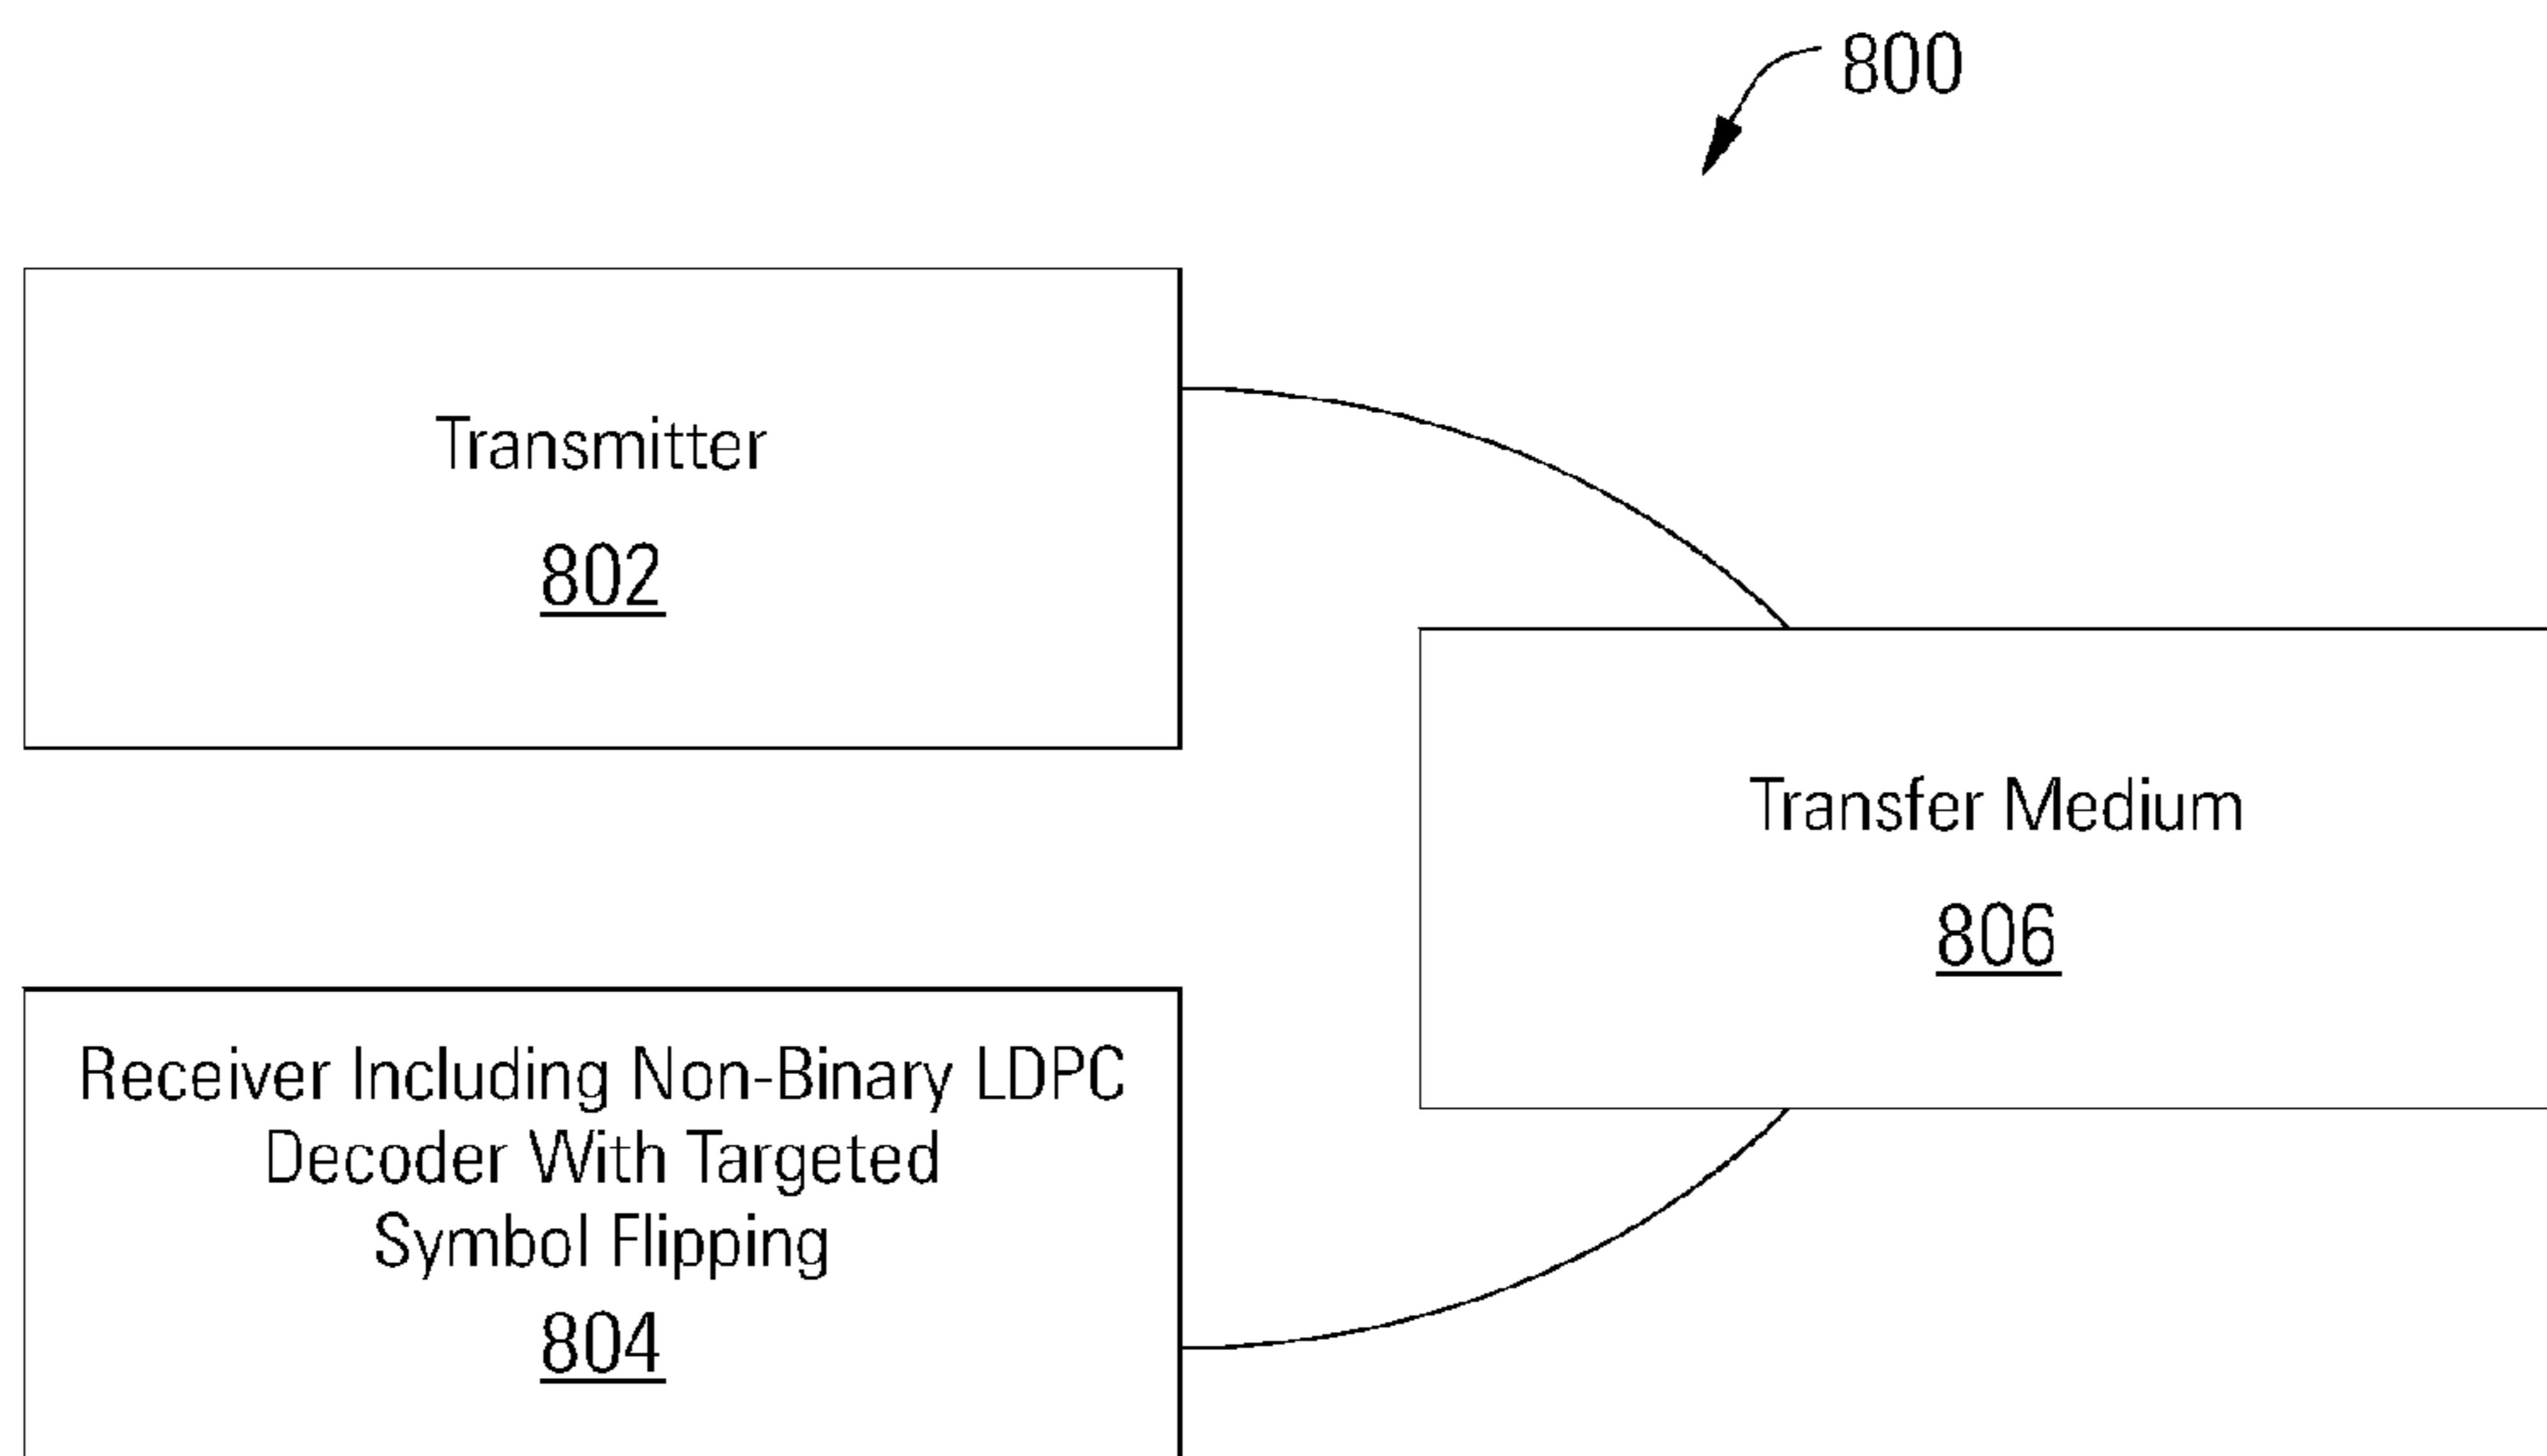 800
Transmitter
802
Transfer Medium
806
Receiver Including Non-Binary LDPC
Decoder With Targeted
Symbol Flipping
804